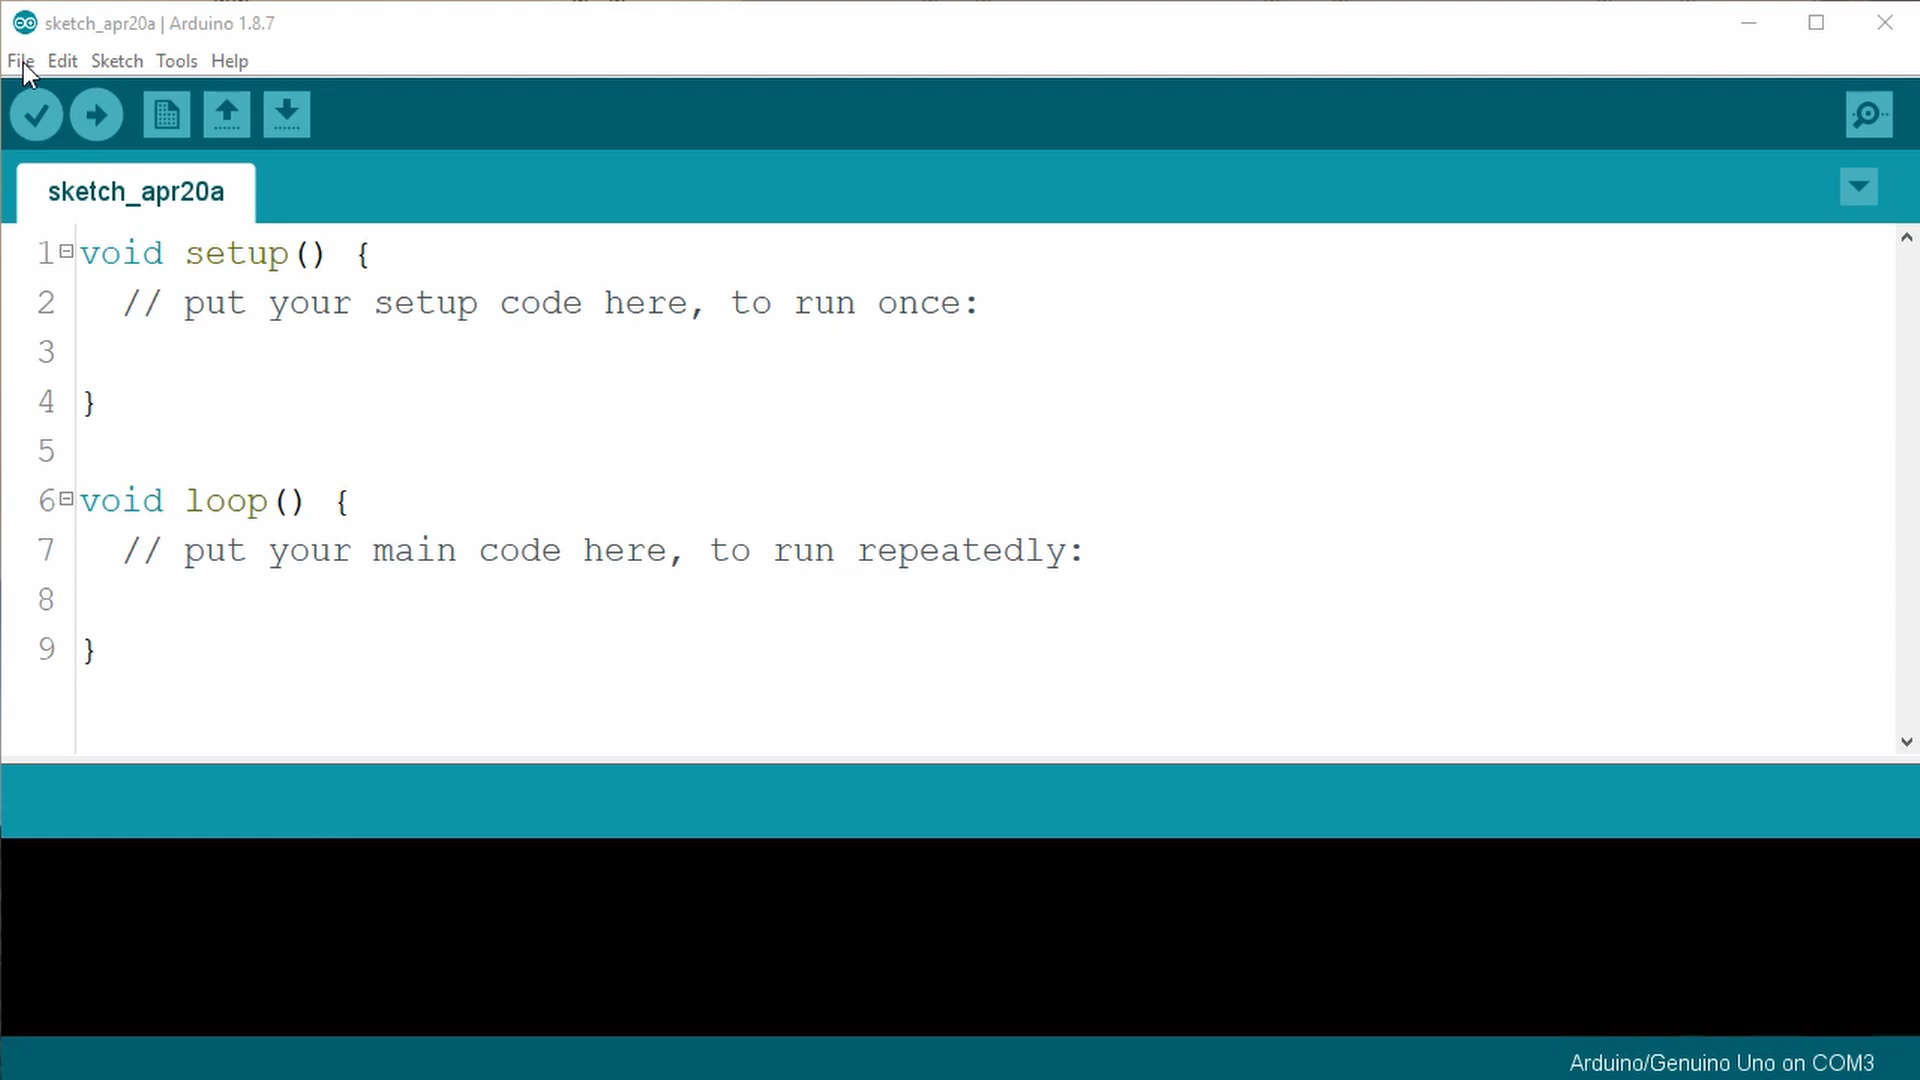 sketch_apr20a | Arduino 1.8.7
File Edit Sketch Tools Help
sketch_apr20a
1 void setup() {
2 // put your setup code here, to run once:
3
4 }
5
6 void loop() {
7 // put your main code here, to run repeatedly:
8
9 }
Arduino/Genuino Uno on COM3